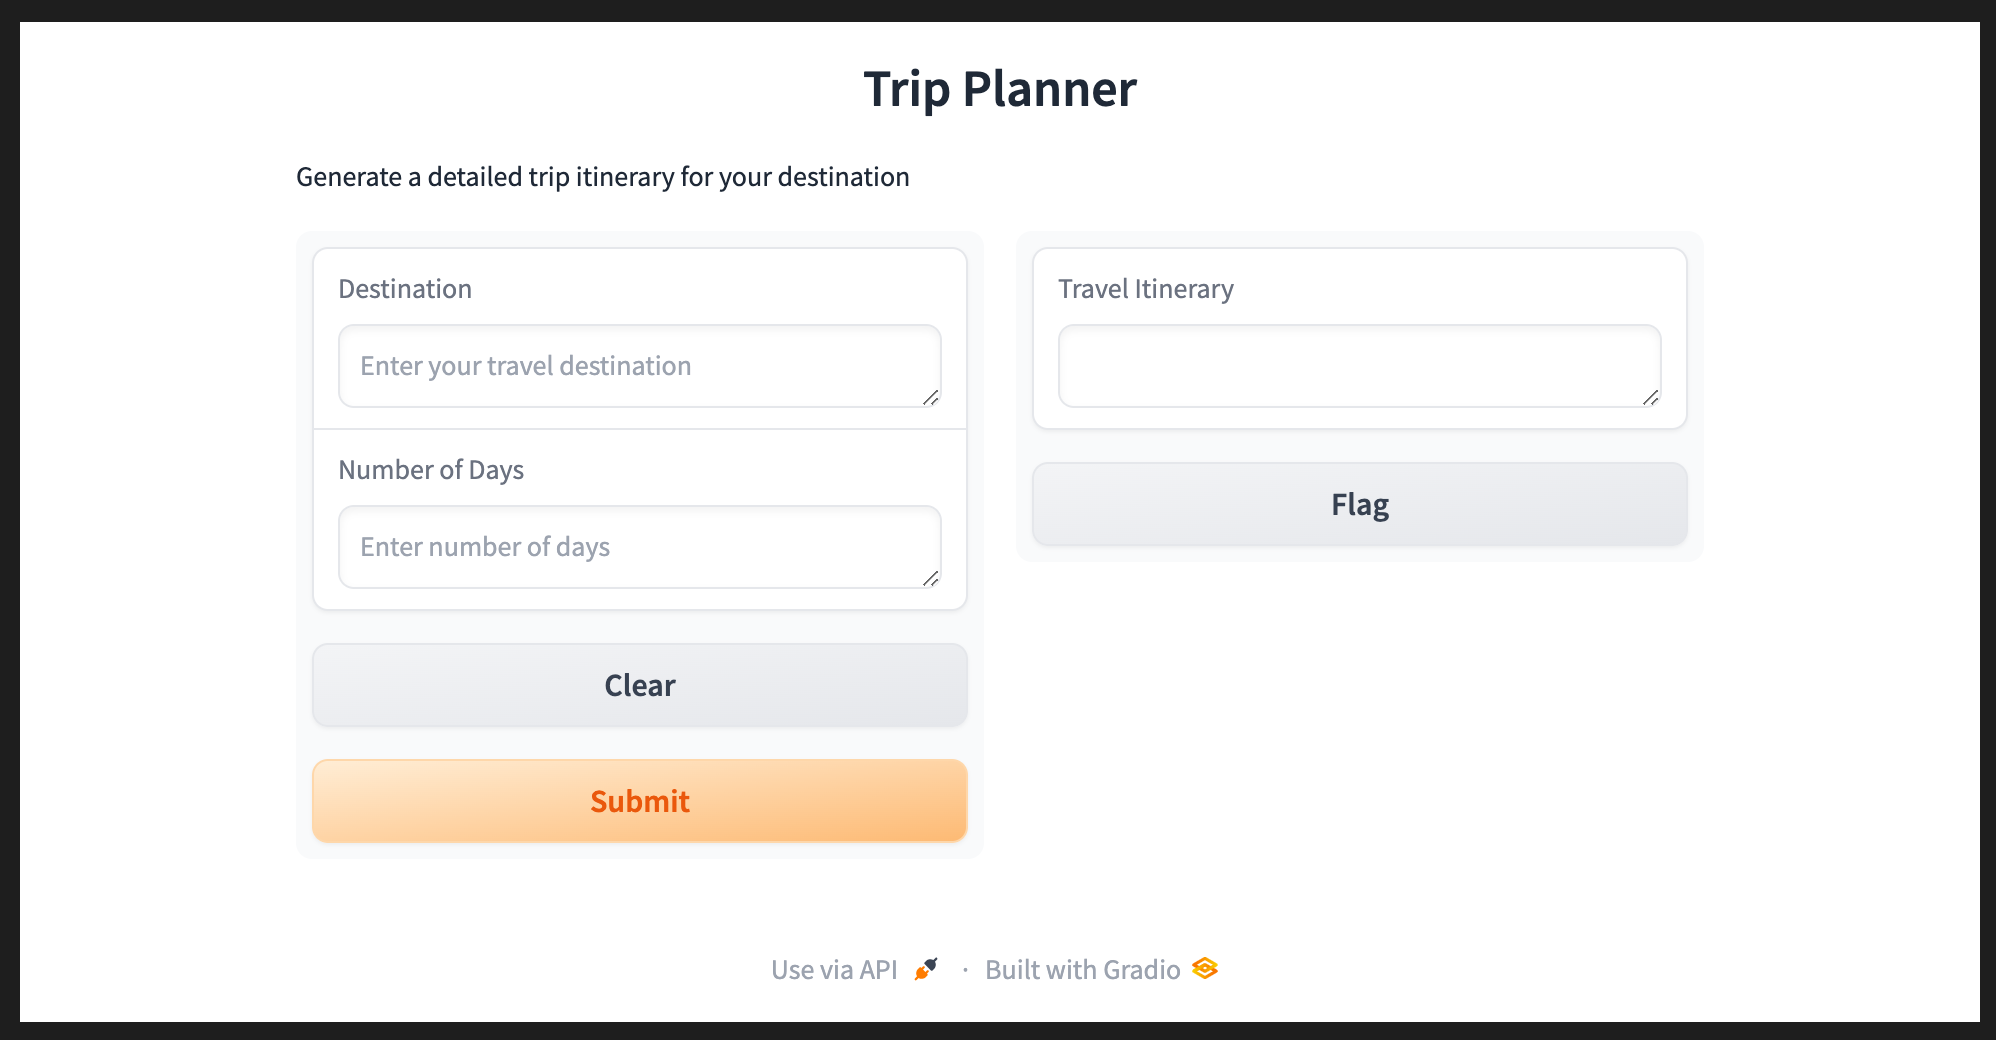 Trip Planner
Generate a detailed trip itinerary for your destination
Destination
Enter your travel destination
Number of Days
Enter number of days
Clear
Submit
Travel Itinerary
Flag
Use via API · Built with Gradio